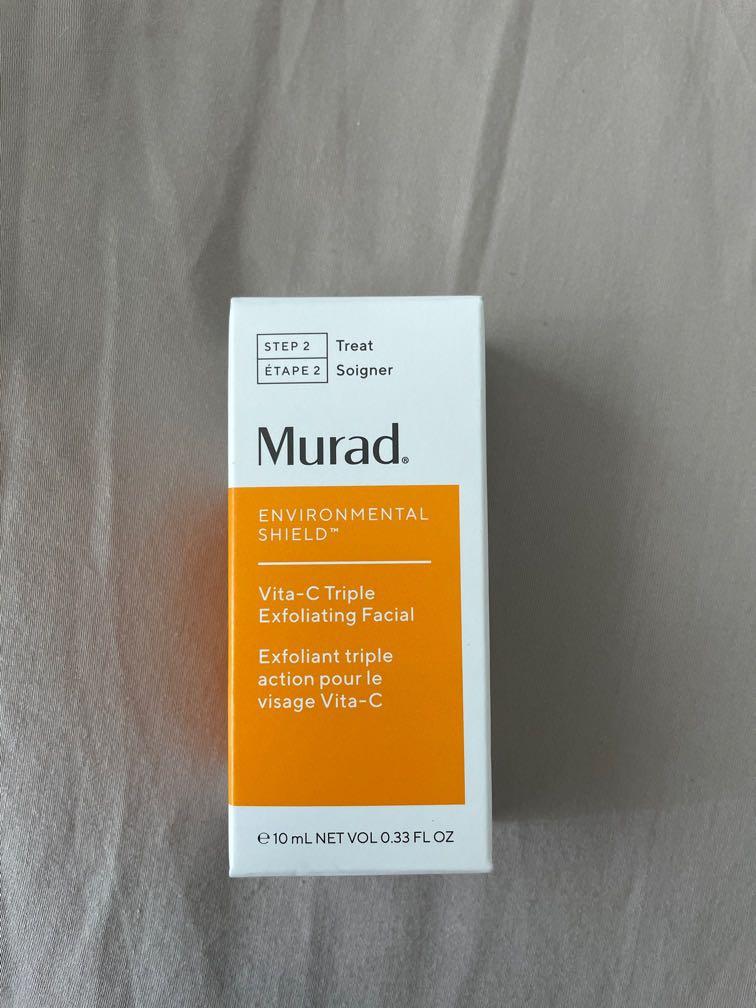 STEP 2 Treat
ÉTAPE 2 Soigner
Murad®
ENVIRONMENTAL
SHIELD™
Vita-C Triple
Exfoliating Facial
Exfoliant triple
action pour le
visage Vita-C
℮ 10 mL NET VOL 0.33 FL OZ